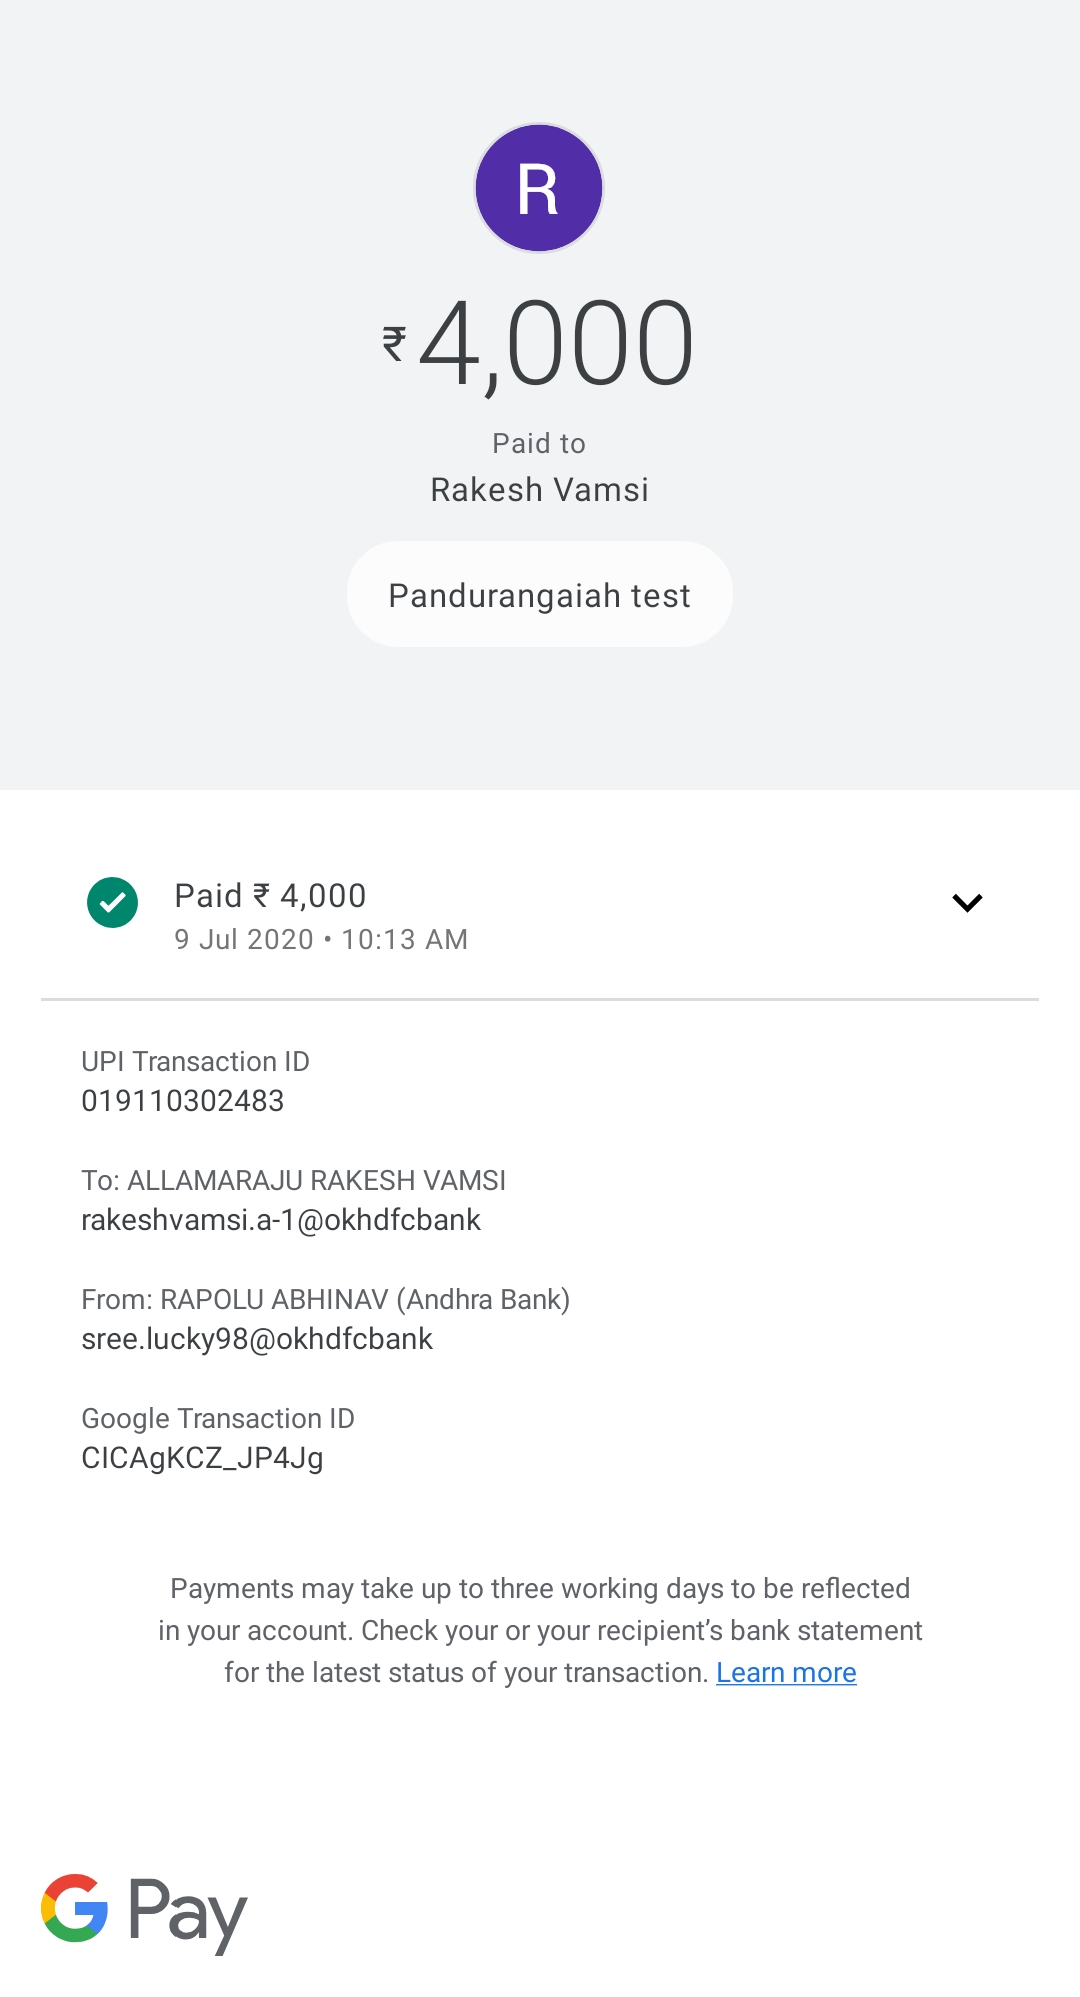 R
₹4,000
Paid to
Rakesh Vamsi
Pandurangaiah test
Paid ₹ 4,000
9 Jul 2020 • 10:13 AM
UPI Transaction ID
019110302483
To: ALLAMARAJU RAKESH VAMSI
rakeshvamsi.a-1@okhdfcbank
From: RAPOLU ABHINAV (Andhra Bank)
sree.lucky98@okhdfcbank
Google Transaction ID
CICAgKCZ_JP4Jg
Payments may take up to three working days to be reflected
in your account. Check your or your recipient’s bank statement
for the latest status of your transaction. Learn more
G Pay